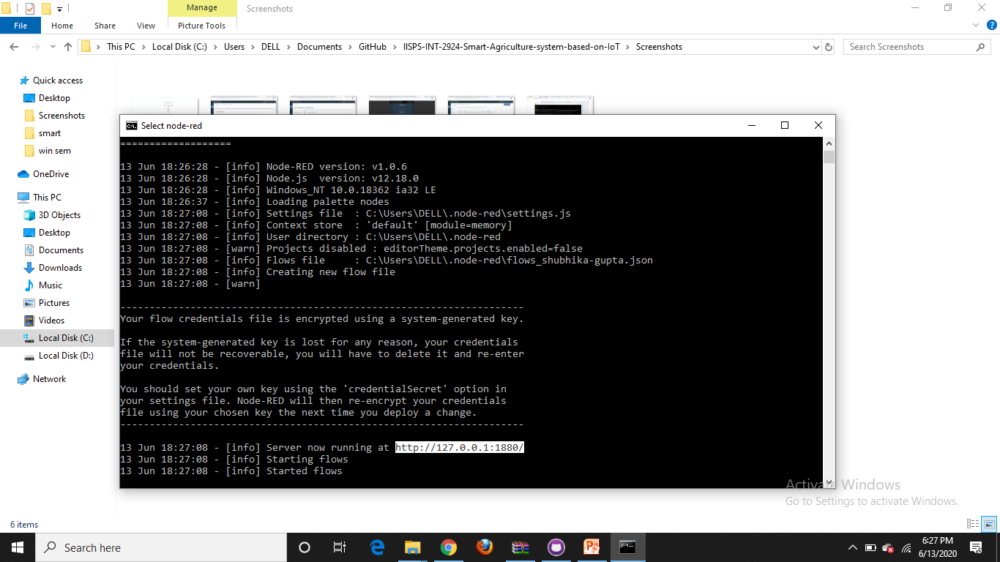 Manage
Screenshots
File
Home
Share
View
Picture Tools
This PC
Local Disk (C:)
Users
DELL
Documents
GitHub
IISPS-INT-2924-Smart-Agriculture-system-based-on-IoT
Screenshots
Search Screenshots
Quick access
Desktop
Screenshots
smart
win sem
OneDrive
This PC
3D Objects
Desktop
Documents
Downloads
Music
Pictures
Videos
Local Disk (C:)
Local Disk (D:)
Network
Select node-red
===================
13 Jun 18:26:28 - [info] Node-RED version: v1.0.6
13 Jun 18:26:28 - [info] Node.js  version: v12.18.0
13 Jun 18:26:28 - [info] Windows_NT 10.0.18362 ia32 LE
13 Jun 18:26:37 - [info] Loading palette nodes
13 Jun 18:27:08 - [info] Settings file  : C:\Users\DELL\.node-red\settings.js
13 Jun 18:27:08 - [info] Context store  : 'default' [module=memory]
13 Jun 18:27:08 - [info] User directory : C:\Users\DELL\.node-red
13 Jun 18:27:08 - [warn] Projects disabled : editorTheme.projects.enabled=false
13 Jun 18:27:08 - [info] Flows file     : C:\Users\DELL\.node-red\flows_shubhika-gupta.json
13 Jun 18:27:08 - [info] Creating new flow file
13 Jun 18:27:08 - [warn]
---------------------------------------------------------------------
Your flow credentials file is encrypted using a system-generated key.
If the system-generated key is lost for any reason, your credentials
file will not be recoverable, you will have to delete it and re-enter
your credentials.
You should set your own key using the 'credentialSecret' option in
your settings file. Node-RED will then re-encrypt your credentials
file using your chosen key the next time you deploy a change.
---------------------------------------------------------------------
13 Jun 18:27:08 - [info] Server now running at http://127.0.0.1:1880/
13 Jun 18:27:08 - [info] Starting flows
13 Jun 18:27:08 - [info] Started flows
Activate Windows
Go to Settings to activate Windows.
6 items
Search here
6:27 PM
6/13/2020